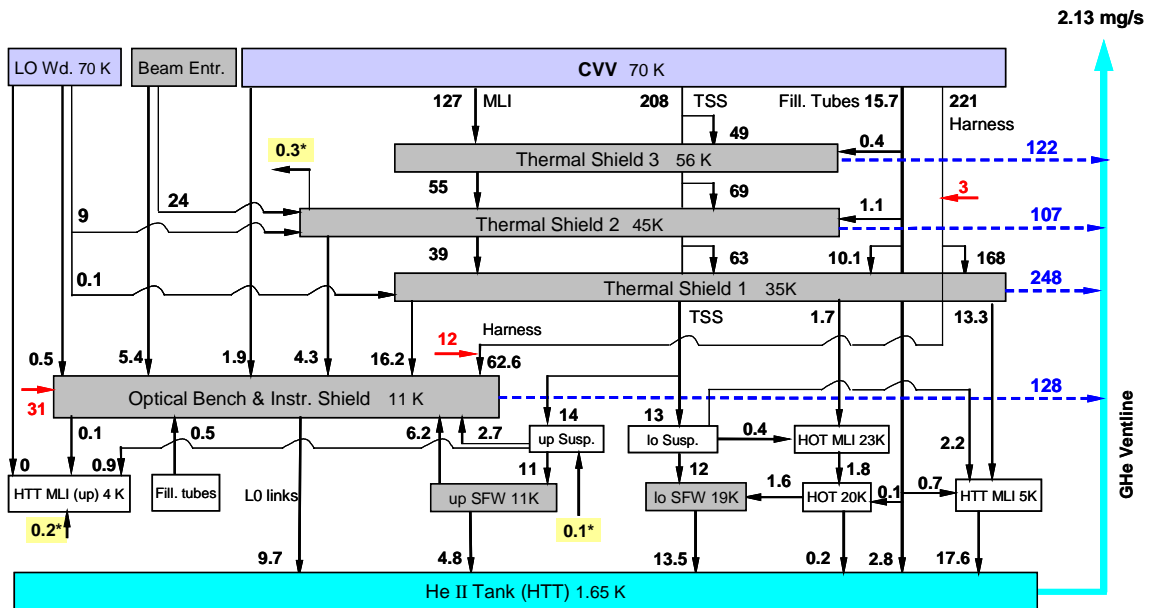 2.13 mg/s
LO Wd. 70 K
Beam Entr.
CVV 70 K
127 MLI
208 TSS
Fill. Tubes 15.7
221
Harness
49
0.4
0.3*
Thermal Shield 3 56 K
122
55
69
3
24
9
1.1
Thermal Shield 2 45K
107
39
63
10.1
168
0.1
Thermal Shield 1 35K
248
TSS
1.7
13.3
Harness
12
0.5
5.4
1.9
4.3
16.2
62.6
31
Optical Bench & Instr. Shield 11 K
128
14
13
0.1
0.5
6.2
2.7
up Susp.
lo Susp.
0.4
HOT MLI 23K
2.2
0
0.9
11
12
1.8
HTT MLI (up) 4 K
Fill. tubes
L0 links
up SFW 11K
lo SFW 19K
1.6
HOT 20K
0.1
0.7
HTT MLI 5K
GHe Ventline
0.2*
0.1*
9.7
4.8
13.5
0.2
2.8
17.6
He II Tank (HTT) 1.65 K